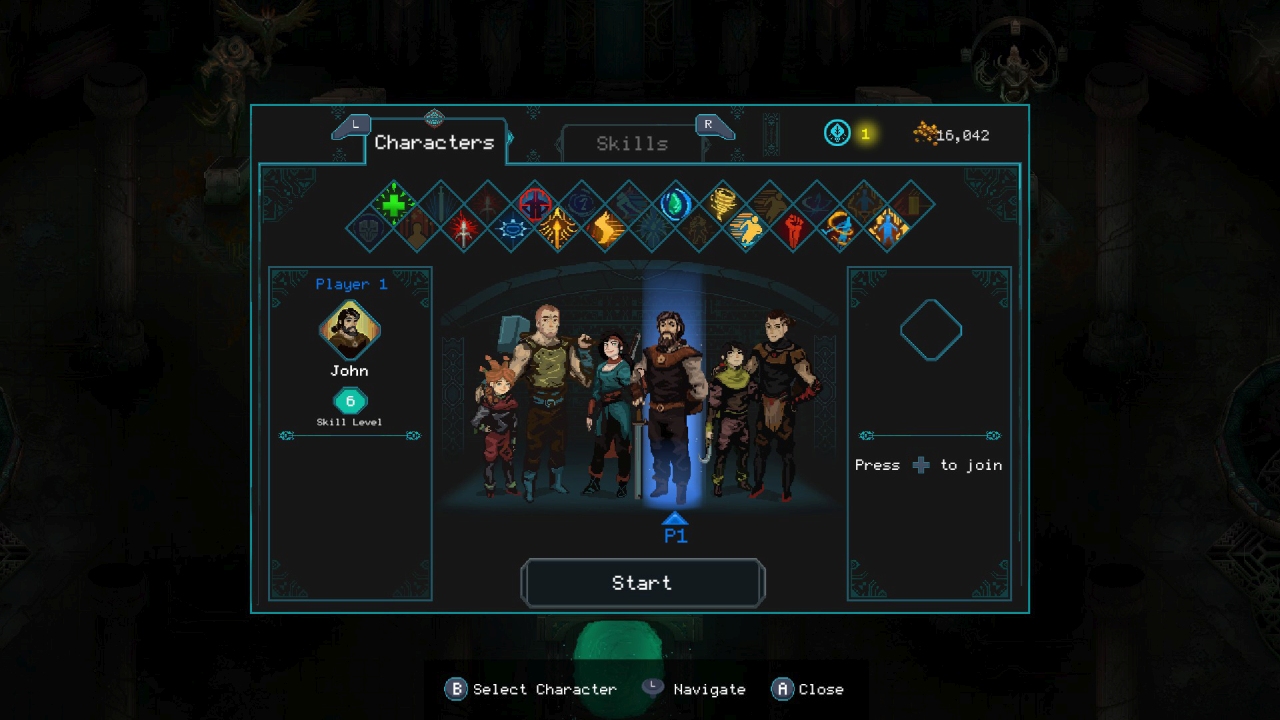 L
Characters
Skills
R
1
16,042
Player 1
John
6
Skill Level
Press to join
P1
Start
B Select Character
L Navigate
A Close